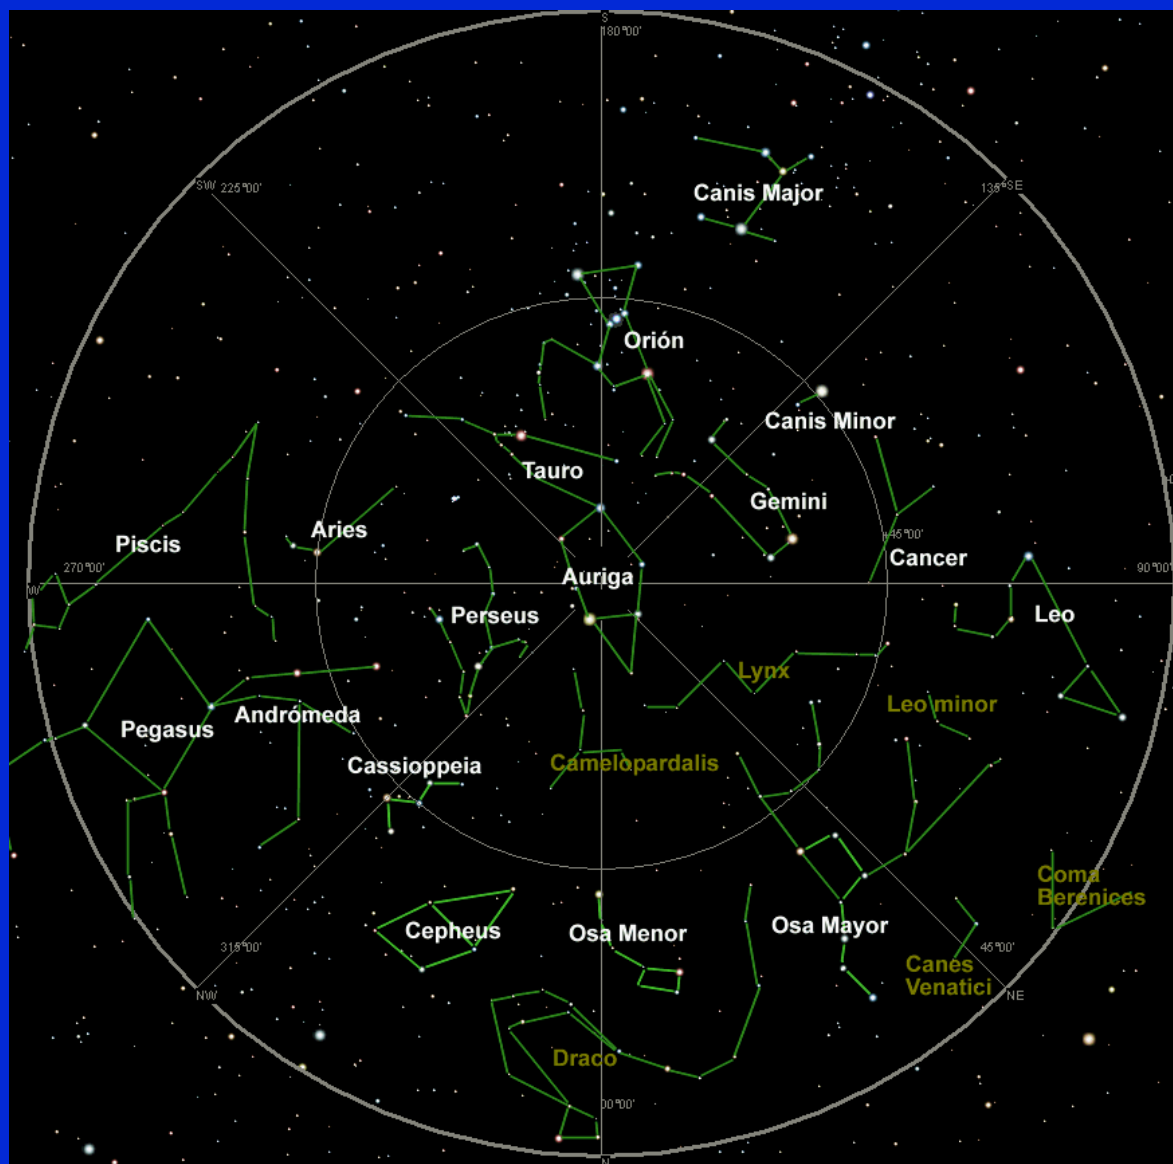 S
180°00'
SW 225°00'
135° SE
Canis Major
Orión
Canis Minor
Tauro
Gemini
Aries
Piscis
45°00'
Cancer
270°00'
90°00'
W
Auriga
Perseus
Leo
Lynx
Leo minor
Andrómeda
Pegasus
Cassioppeia
Camelopardalis
Coma
Berenices
Cepheus
Osa Menor
Osa Mayor
315°00'
45°00'
Canes
Venatici
NW
NE
Draco
00°00'
N